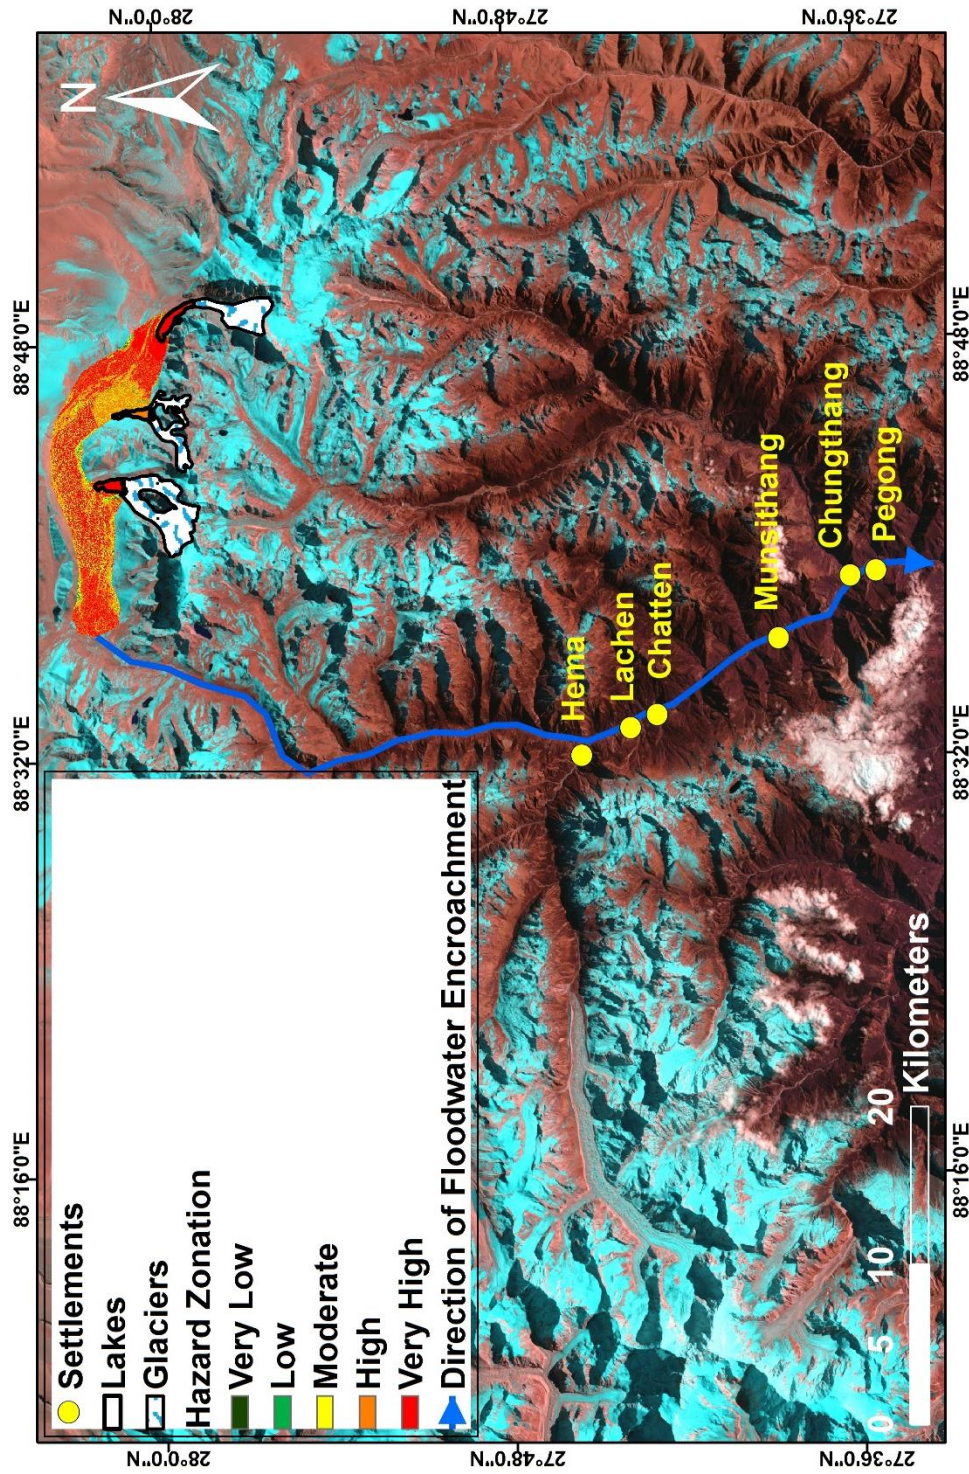 88°16'0"E
88°32'0"E
88°48'0"E
28°0'0"N
28°0'0"N
27°48'0"N
27°48'0"N
27°36'0"N
27°36'0"N
N
Settlements
Lakes
Glaciers
Hazzard Zonation
Very Low
Low
Moderate
High
Very High
Direction of Floodwater Encroachment
Hema
Lachen
Chatten
Munsithang
Chungthang
Pegong
0 5 10 20
Kilometers
88°16'0"E
88°32'0"E
88°48'0"E